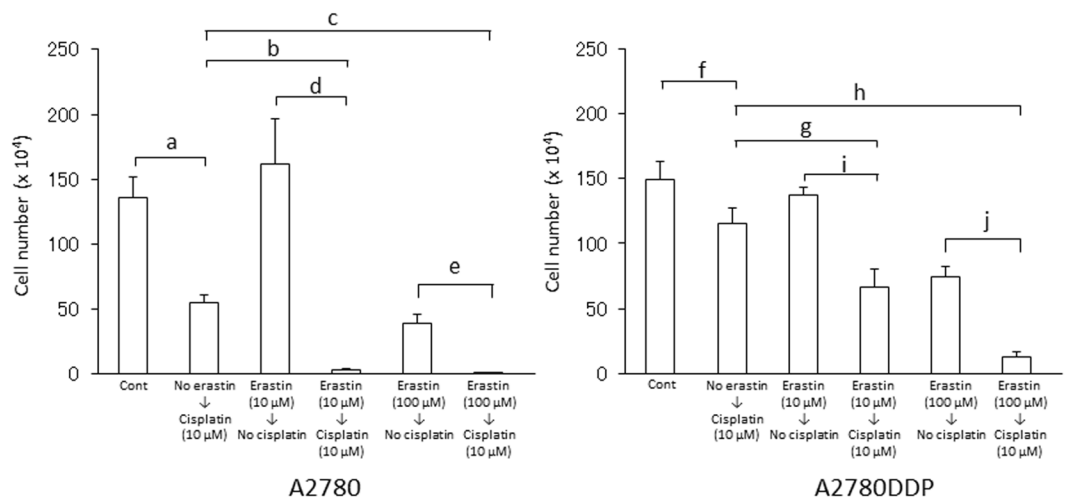 c
b
d
a
e
250
200
150
100
50
0
Cell number (x 10⁴)
Cont
No erastin
↓
Cisplatin
(10 μM)
Erastin
(10 μM)
↓
No cisplatin
Erastin
(10 μM)
↓
Cisplatin
(10 μM)
Erastin
(100 μM)
↓
No cisplatin
Erastin
(100 μM)
↓
Cisplatin
(10 μM)
A2780
f
h
g
i
j
250
200
150
100
50
0
Cell number (x 10⁴)
Cont
No erastin
↓
Cisplatin
(10 μM)
Erastin
(10 μM)
↓
No cisplatin
Erastin
(10 μM)
↓
Cisplatin
(10 μM)
Erastin
(100 μM)
↓
No cisplatin
Erastin
(100 μM)
↓
Cisplatin
(10 μM)
A2780DDP